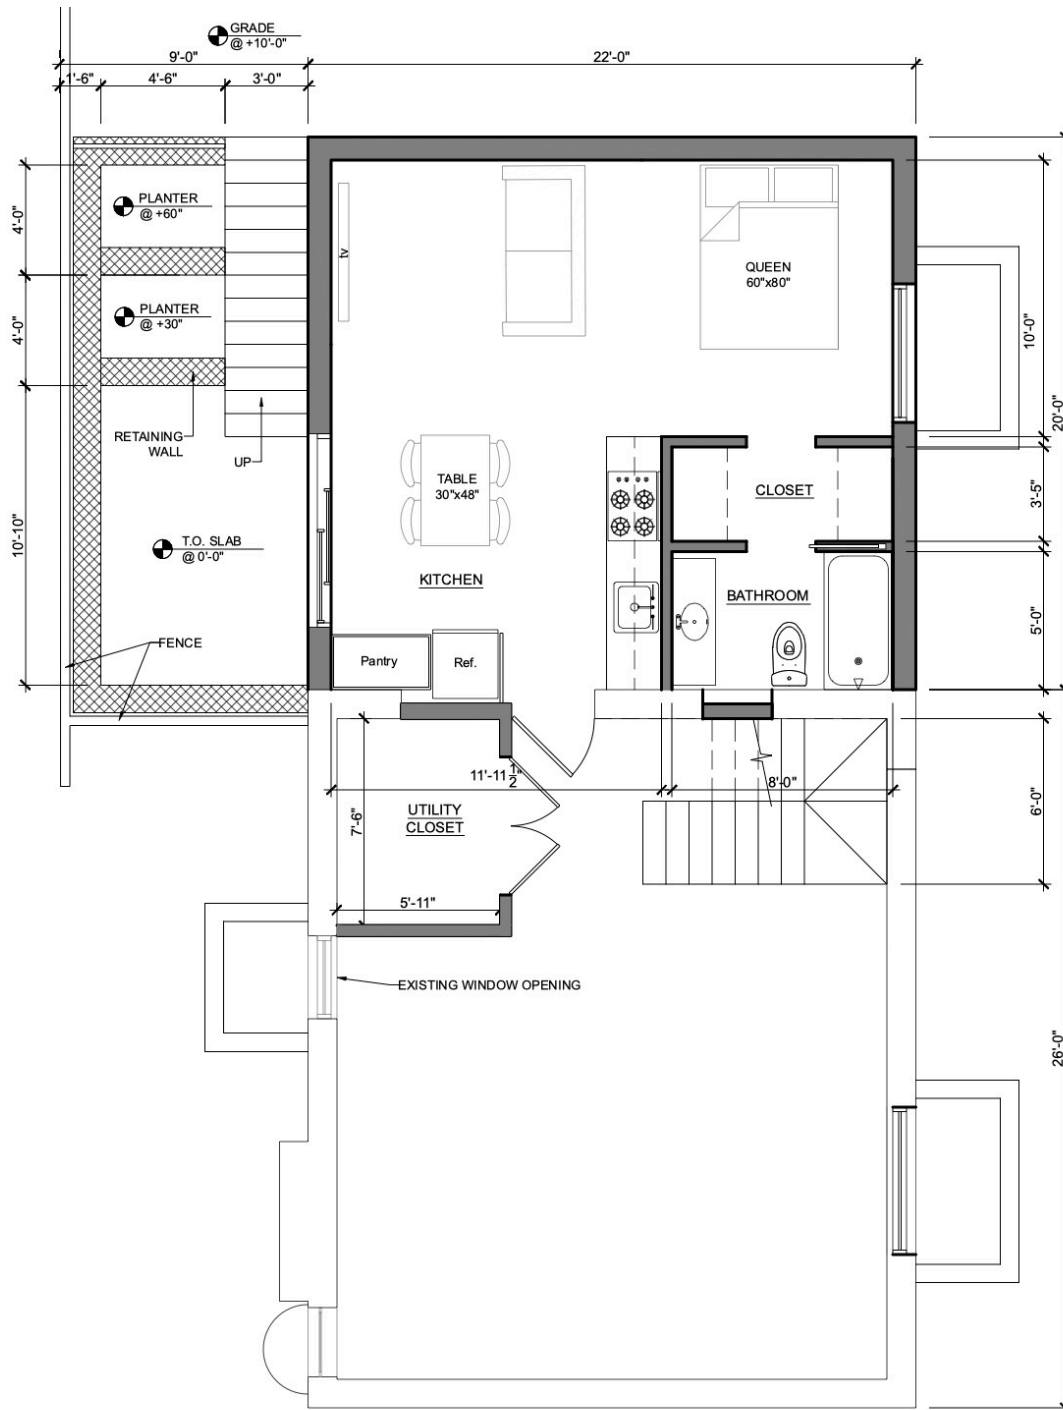 GRADE
@ +10'-0"
9'-0"
22'-0"
1'-6"
4'-6"
3'-0"
PLANTER
@ +60"
4'-0"
tv
QUEEN
60"x80"
PLANTER
@ +30"
4'-0"
10'-0"
20'-0"
RETAINING
WALL
UP
TABLE
30"x48"
CLOSET
3'-5"
10'-10"
T.O. SLAB
@ 0'-0"
KITCHEN
BATHROOM
5'-0"
FENCE
Pantry
Ref.
11'-11 1/2"
8'-0"
6'-0"
7'-6"
UTILITY
CLOSET
5'-11"
EXISTING WINDOW OPENING
26'-0"